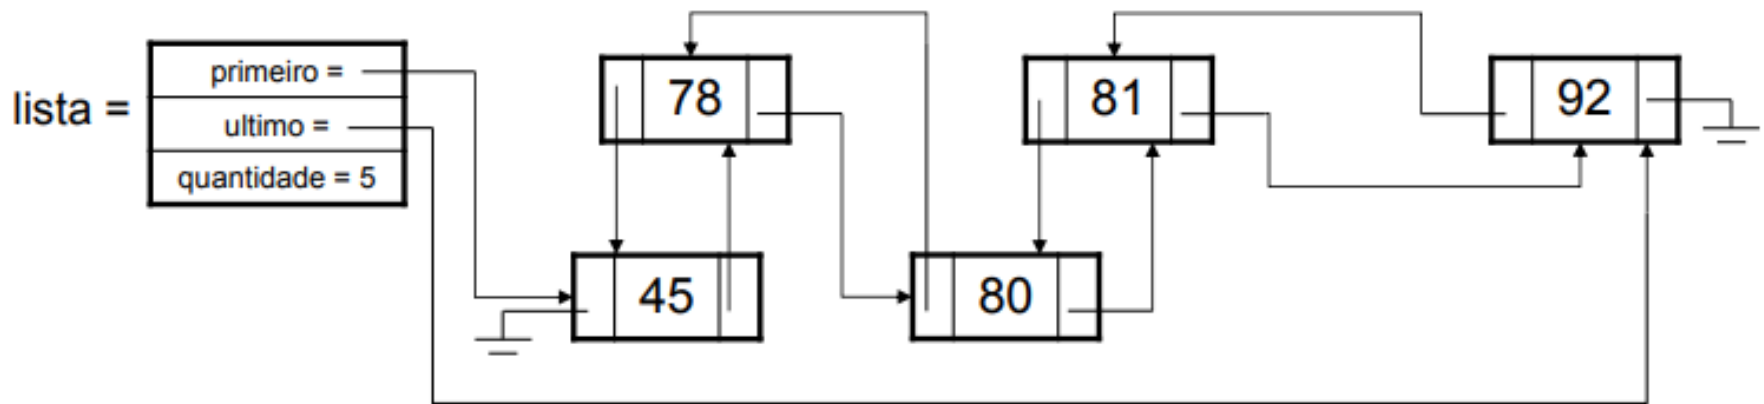 lista =
primeiro =
ultimo =
quantidade = 5
78
81
92
45
80